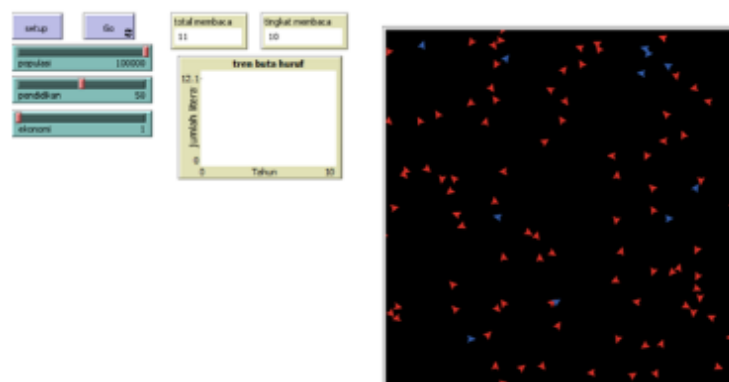 setup
Go
populasi 100000
pendidikan 50
ekonomi 1
total membaca
11
tingkat membaca
10
tren buta huruf
12.1
jumlah litera
0
0 Tahun 10